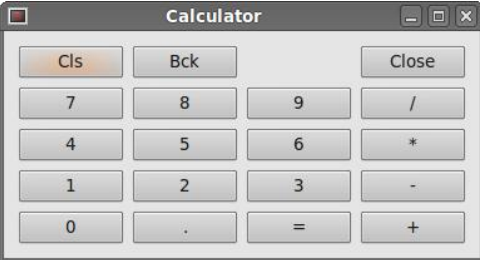 Calculator
Cls Bck Close
7 8 9 /
4 5 6 *
1 2 3 -
0 . = +